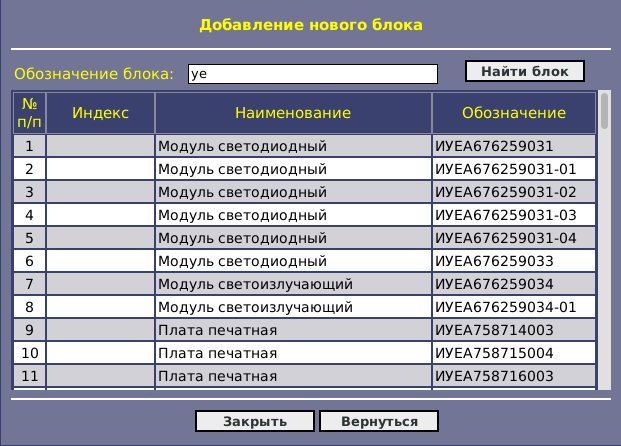 Добавление нового блока
Обозначение блока: уе Найти блок
№ п/п Индекс Наименование Обозначение
1 Модуль светодиодный ИУЕА676259031
2 Модуль светодиодный ИУЕА676259031-01
3 Модуль светодиодный ИУЕА676259031-02
4 Модуль светодиодный ИУЕА676259031-03
5 Модуль светодиодный ИУЕА676259031-04
6 Модуль светодиодный ИУЕА676259033
7 Модуль светоизлучающий ИУЕА676259034
8 Модуль светоизлучающий ИУЕА676259034-01
9 Плата печатная ИУЕА758714003
10 Плата печатная ИУЕА758715004
11 Плата печатная ИУЕА758716003
Закрыть Вернуться